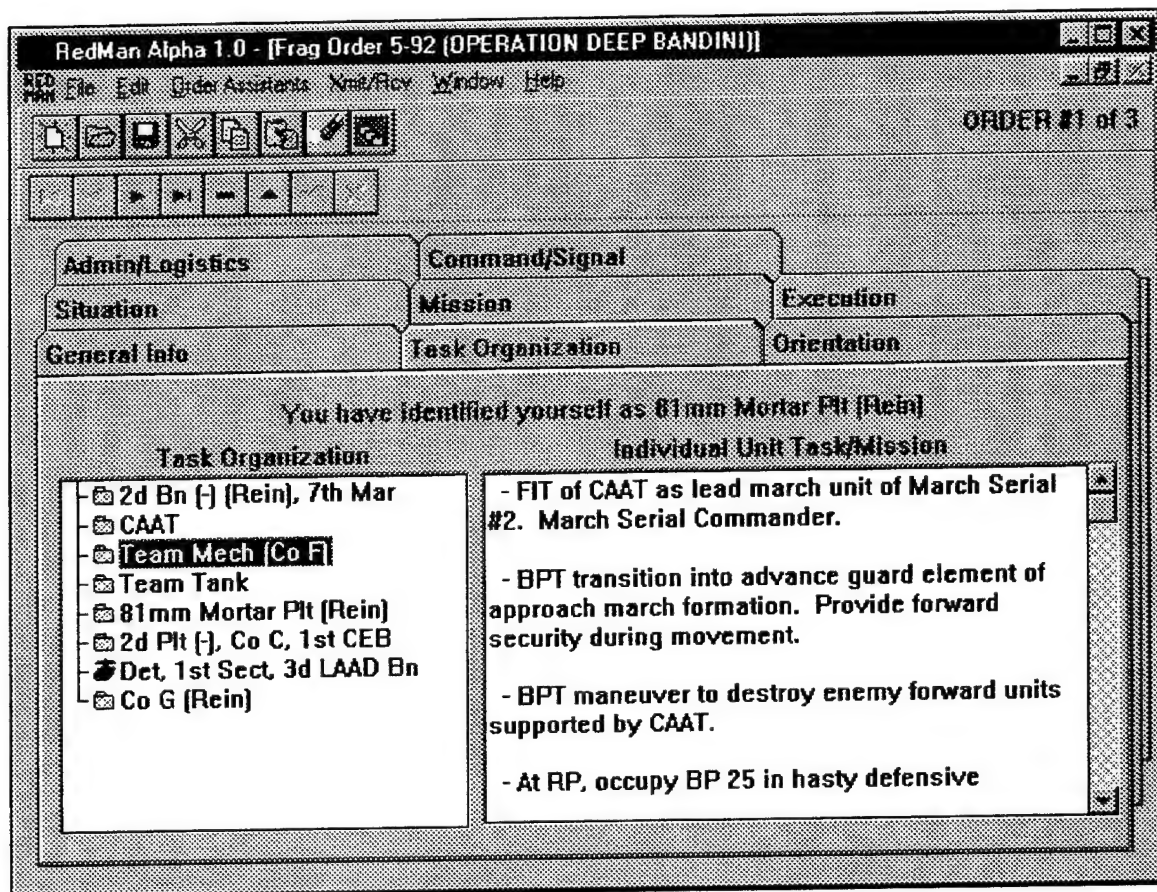 RedMan Alpha 1.0 - [Frag Order 5-92 (OPERATION DEEP BANDINI)]
RED MAN File Edit Order Assistants Xmit/Rcv Window Help
ORDER #1 of 3
Admin/Logistics Command/Signal
Situation Mission Execution
General Info Task Organization Orientation
You have identified yourself as 81mm Mortar Plt (Rein)
Task Organization
2d Bn (-) (Rein), 7th Mar
CAAT
Team Mech (Co F)
Team Tank
81mm Mortar Plt (Rein)
2d Plt (-), Co C, 1st CEB
Det, 1st Sect, 3d LAAD Bn
Co G (Rein)
Individual Unit Task/Mission
- FIT of CAAT as lead march unit of March Serial
#2. March Serial Commander.
- BPT transition into advance guard element of
approach march formation. Provide forward
security during movement.
- BPT maneuver to destroy enemy forward units
supported by CAAT.
- At RP, occupy BP 25 in hasty defensive